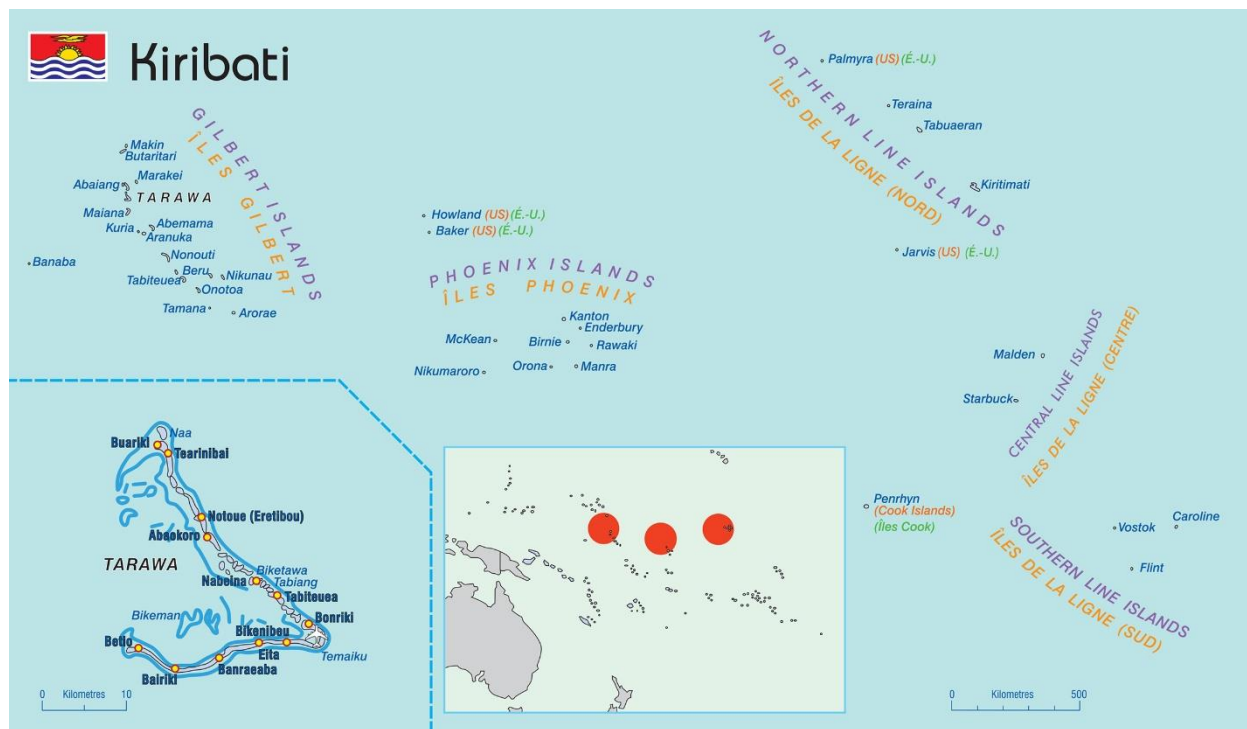 Kiribati
GILBERT ISLANDS
ÎLES GILBERT
Makin
Butaritari
Marakei
Abaiang
TARAWA
Maiana
Kuria
Abemama
Aranuka
Banaba
Nonouti
Beru
Nikunau
Tabiteuea
Onotoa
Tamana
Arorae
Howland (US) (É.-U.)
Baker (US) (É.-U.)
PHOENIX ISLANDS
ÎLES PHOENIX
Kanton
Enderbury
McKean
Birnie
Rawaki
Nikumaroro
Orona
Manra
NORTHERN LINE ISLANDS
ÎLES DE LA LIGNE (NORD)
Palmyra (US) (É.-U.)
Teraina
Tabuaeran
Kiritimati
Jarvis (US) (É.-U.)
CENTRAL LINE ISLANDS
ÎLES DE LA LIGNE (CENTRE)
Malden
Starbuck
Penrhyn
(Cook Islands)
(Îles Cook)
SOUTHERN LINE ISLANDS
ÎLES DE LA LIGNE (SUD)
Caroline
Vostok
Flint
Naa
Buariki
Tearinibai
Notoue (Eretibou)
Abaokoro
TARAWA
Biketawa
Nabeina
Tabiang
Tabiteuea
Bikeman
Bonriki
Bikenibeu
Betio
Eita
Temaiku
Banraeaba
Bairiki
0 Kilometres 10
0 Kilometres 500